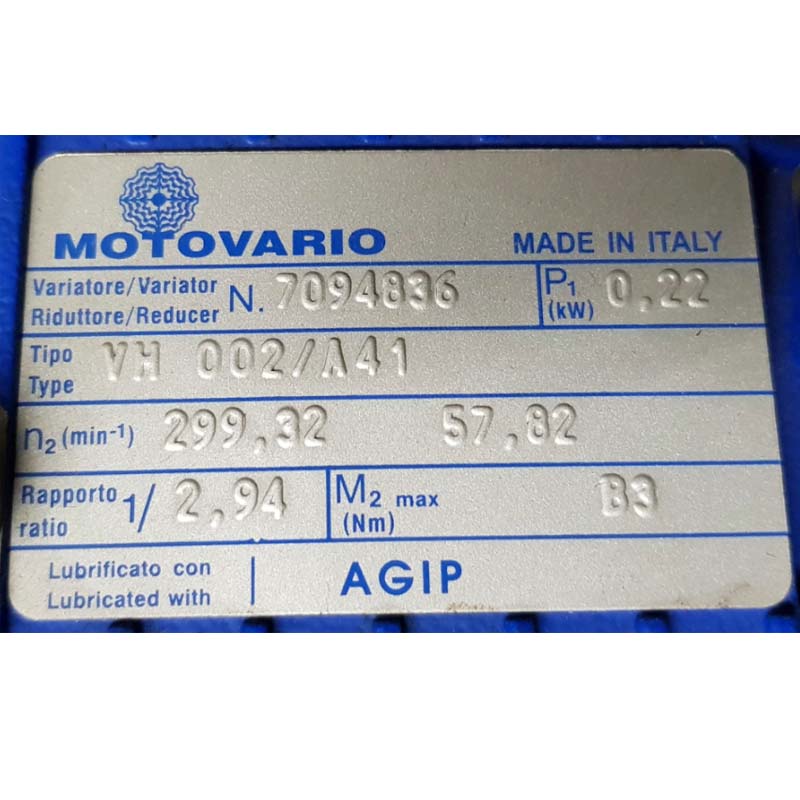 MOTOVARIO MADE IN ITALY
Variatore/Variator
Riduttore/Reducer N. 7094836 P1 (kW) 0,22
Tipo
Type VH 002/A41
n2 (min-1) 299,32 57,82
Rapporto
ratio 1/ 2,94 M2 max (Nm) B3
Lubrificato con
Lubricated with AGIP